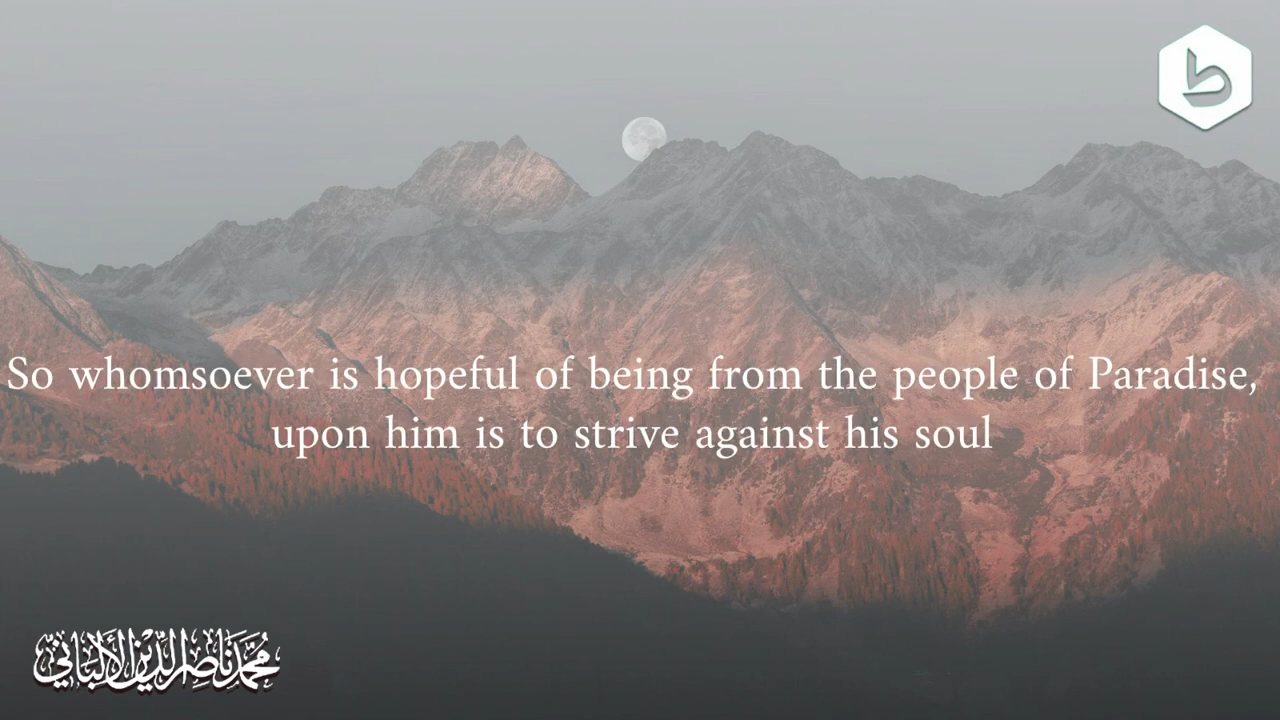 ط
So whomsoever is hopeful of being from the people of Paradise,
upon him is to strive against his soul
محمد ناصر الدين الألباني